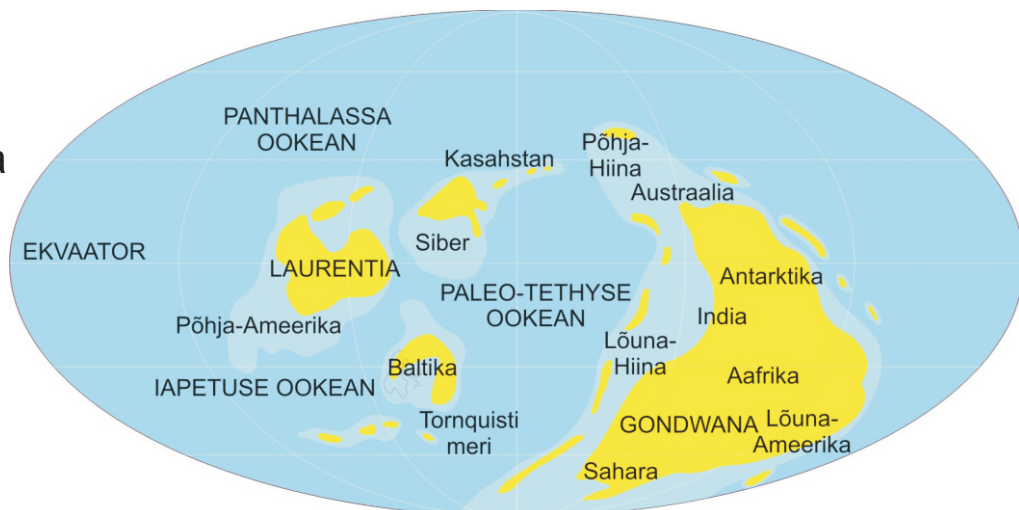 PANTHALASSA
OOKEAN
a
Kasahstan
Põhja-
Hiina
Austraalia
Siber
EKVAATOR
LAURENTIA
Antarktika
PALEO-TETHYSE
OOKEAN
India
Põhja-Ameerika
Lõuna-
Hiina
Baltika
Aafrika
IAPETUSE OOKEAN
Tornquisti
meri
GONDWANA
Lõuna-
Ameerika
Sahara